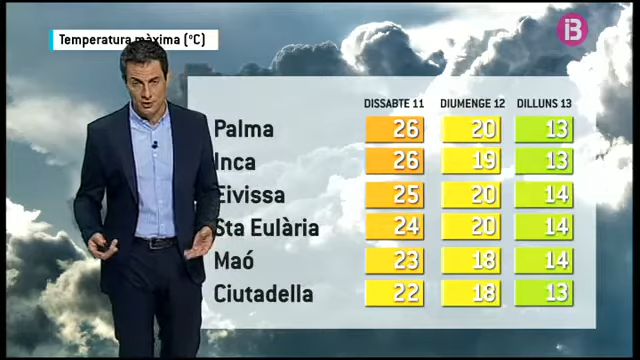 Temperatura màxima (°C)
DISSABTE 11 DIUMENGE 12 DILLUNS 13
Palma 26 20 13
Inca 26 19 13
Eivissa 25 20 14
Sta Eulària 24 20 14
Maó 23 18 14
Ciutadella 22 18 13